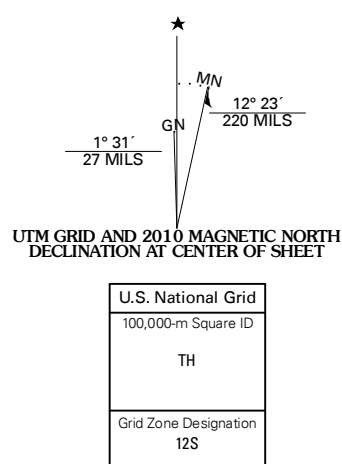 ★
MN
GN
12° 23´
220 MILS
1° 31´
27 MILS
UTM GRID AND 2010 MAGNETIC NORTH
DECLINATION AT CENTER OF SHEET
U.S. National Grid
100,000-m Square ID
TH
Grid Zone Designation
12S